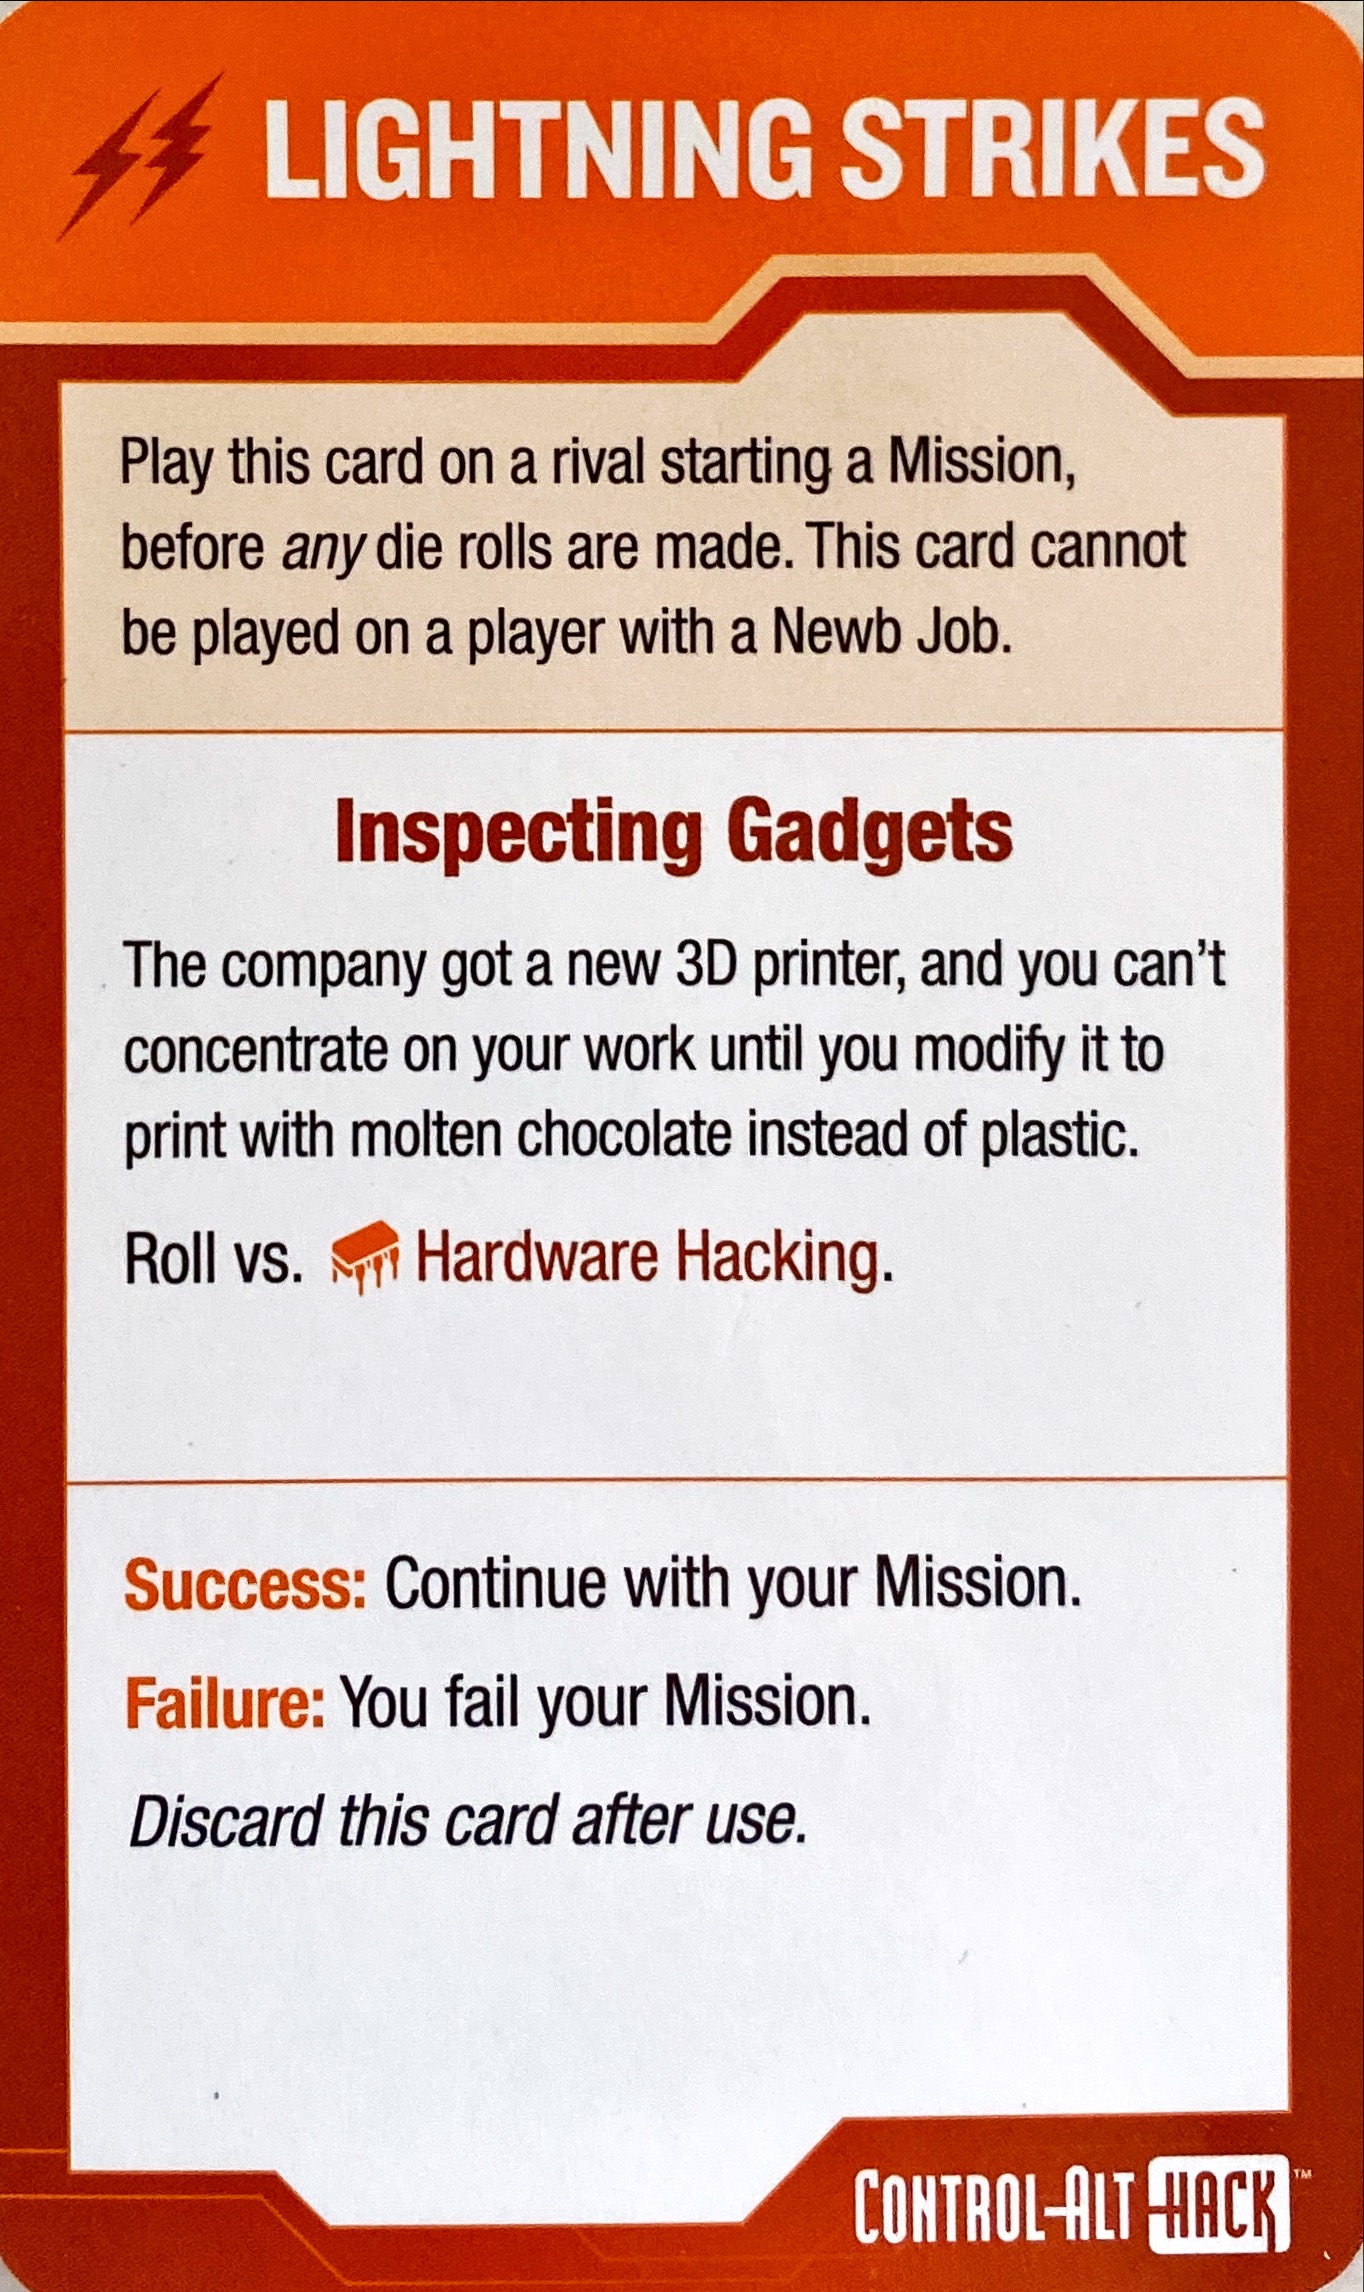 LIGHTNING STRIKES
Play this card on a rival starting a Mission,
before any die rolls are made. This card cannot
be played on a player with a Newb Job.
Inspecting Gadgets
The company got a new 3D printer, and you can't
concentrate on your work until you modify it to
print with molten chocolate instead of plastic.
Roll vs. Hardware Hacking.
Success: Continue with your Mission.
Failure: You fail your Mission.
Discard this card after use.
CONTROL-ALT-HACK™